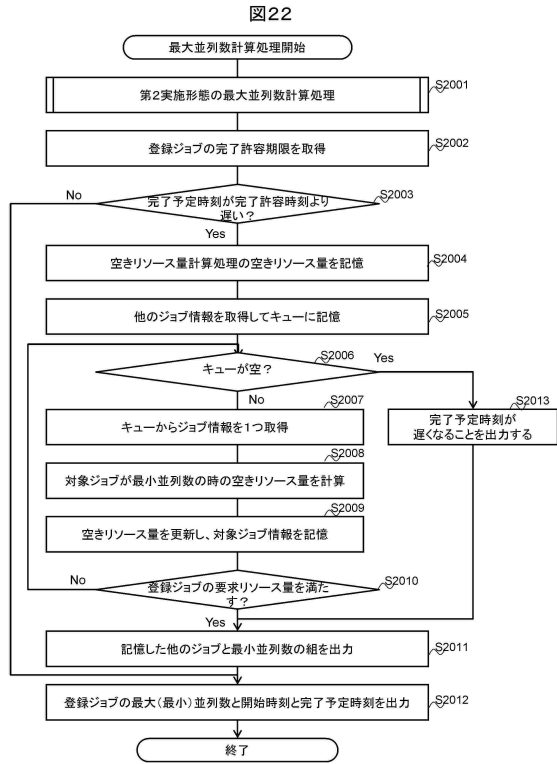 図22
最大並列数計算処理開始
S2001
第2実施形態の最大並列数計算処理
S2002
登録ジョブの完了許容期限を取得
No
S2003
完了予定時刻が完了許容時刻より
遅い?
Yes
S2004
空きリソース量計算処理の空きリソース量を記憶
S2005
他のジョブ情報を取得してキューに記憶
S2006
キューが空?
Yes
No
S2007
キューからジョブ情報を1つ取得
S2013
完了予定時刻が
遅くなることを出力する
S2008
対象ジョブが最小並列数の時の空きリソース量を計算
S2009
空きリソース量を更新し、対象ジョブ情報を記憶
No
S2010
登録ジョブの要求リソース量を満た
す?
Yes
S2011
記憶した他のジョブと最小並列数の組を出力
S2012
登録ジョブの最大(最小)並列数と開始時刻と完了予定時刻を出力
終了